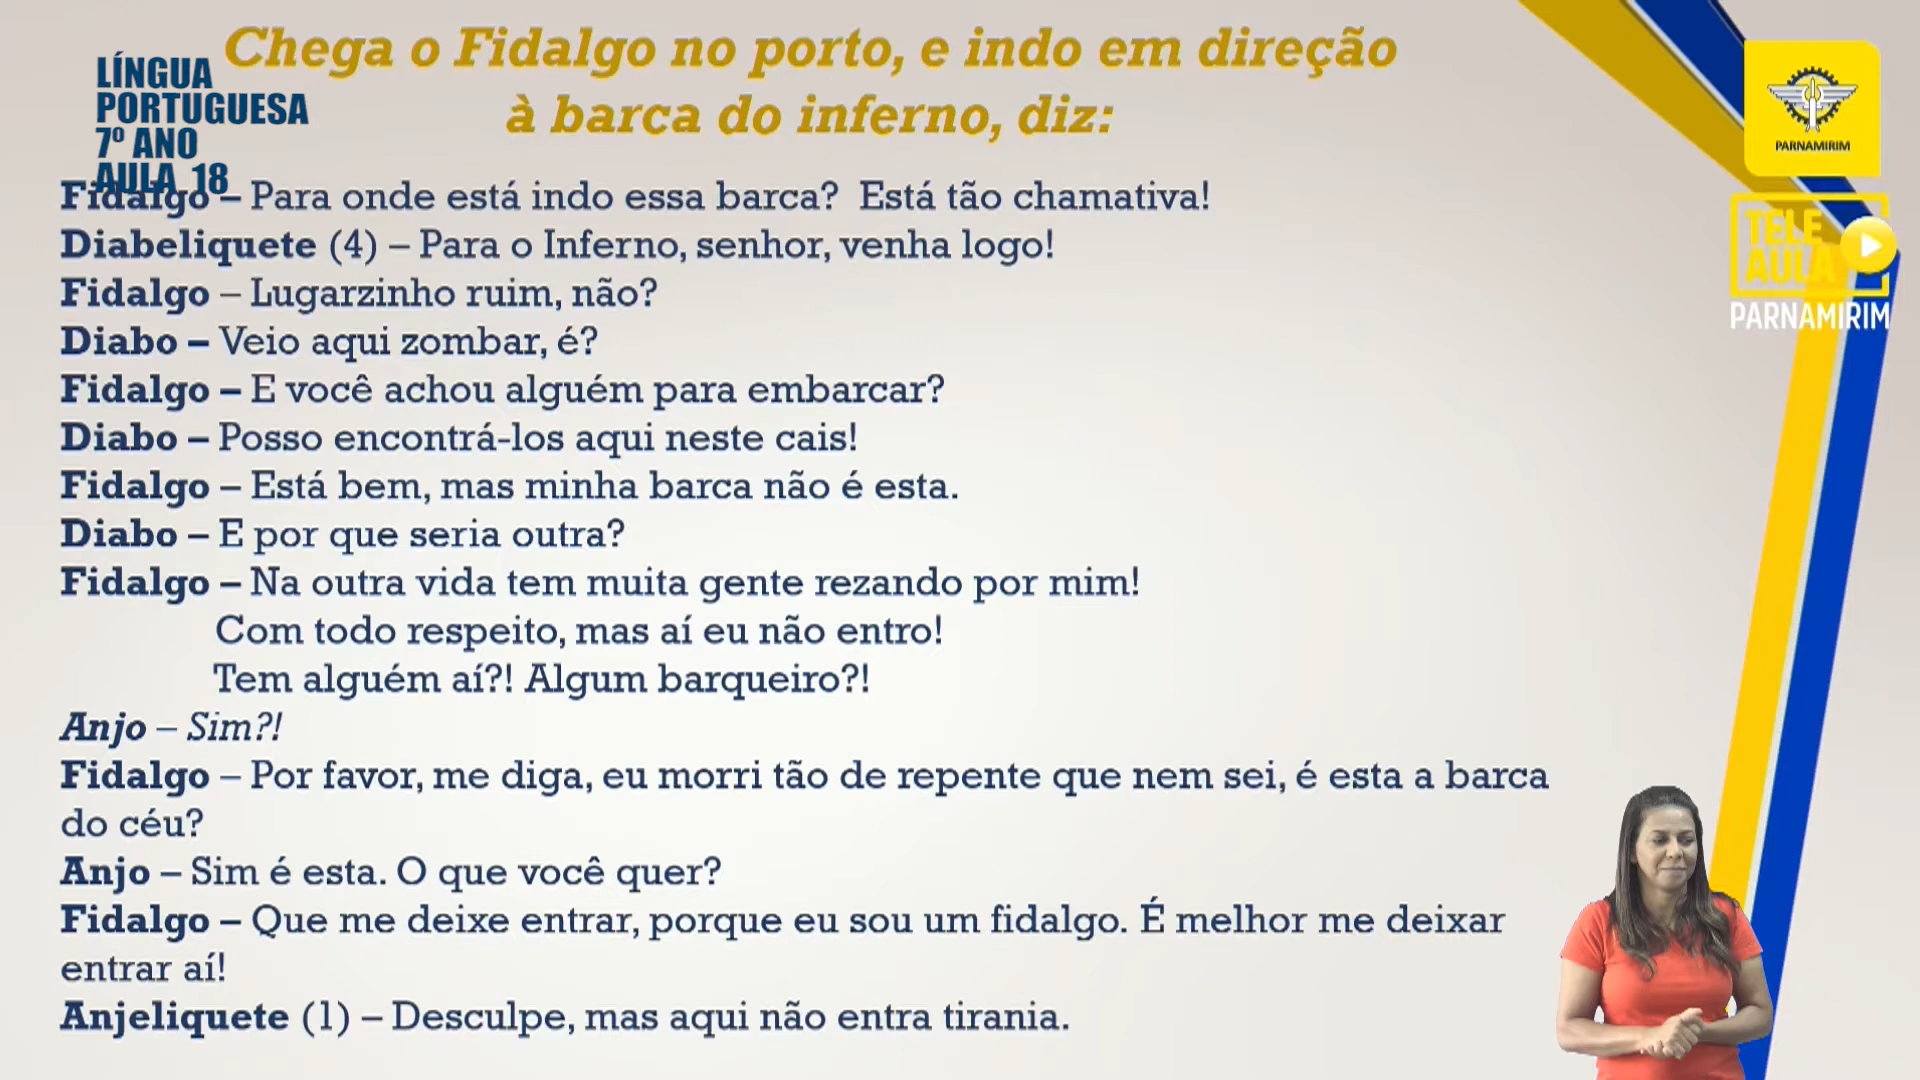 Chega o Fidalgo no porto, e indo em direção
à barca do inferno, diz:
LÍNGUA
PORTUGUESA
7º ANO
AULA 18
Fidalgo – Para onde está indo essa barca? Está tão chamativa!
Diabeliquete (4) – Para o Inferno, senhor, venha logo!
Fidalgo – Lugarzinho ruim, não?
Diabo – Veio aqui zombar, é?
Fidalgo – E você achou alguém para embarcar?
Diabo – Posso encontrá-los aqui neste cais!
Fidalgo – Está bem, mas minha barca não é esta.
Diabo – E por que seria outra?
Fidalgo – Na outra vida tem muita gente rezando por mim!
Com todo respeito, mas aí eu não entro!
Tem alguém aí?! Algum barqueiro?!
Anjo – Sim?!
Fidalgo – Por favor, me diga, eu morri tão de repente que nem sei, é esta a barca
do céu?
Anjo – Sim é esta. O que você quer?
Fidalgo – Que me deixe entrar, porque eu sou um fidalgo. É melhor me deixar
entrar aí!
Anjeliquete (1) – Desculpe, mas aqui não entra tirania.
PARNAMIRIM
TELE
AULA
PARNAMIRIM